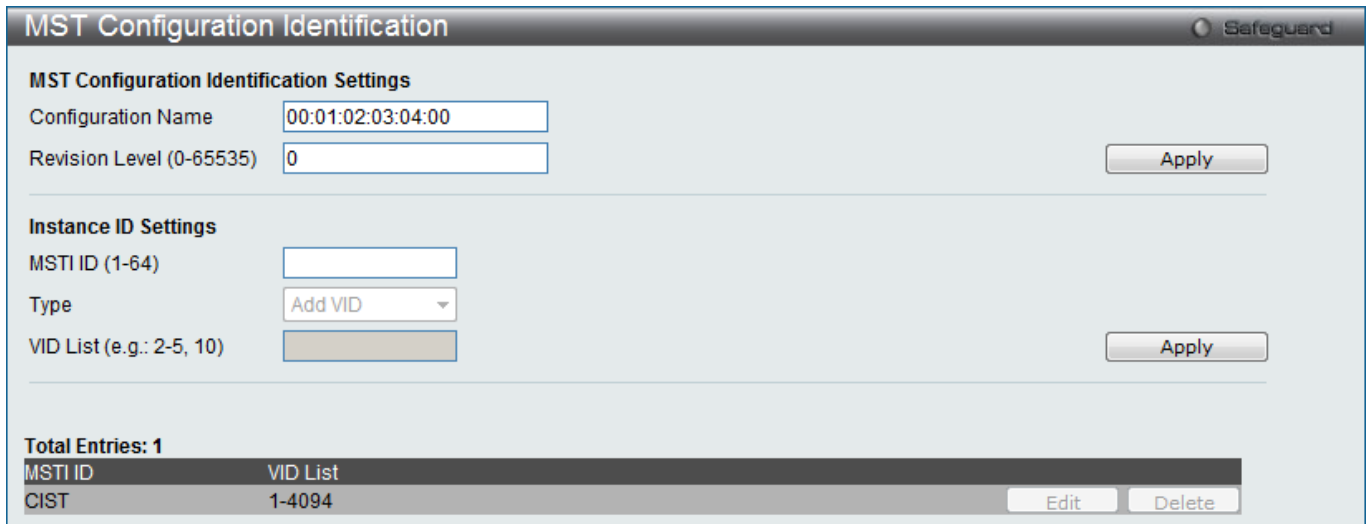 MST Configuration Identification
Safeguard
MST Configuration Identification Settings
Configuration Name 00:01:02:03:04:00
Revision Level (0-65535) 0 Apply
Instance ID Settings
MSTI ID (1-64)
Type Add VID
VID List (e.g.: 2-5, 10) Apply
Total Entries: 1
MSTI ID VID List
CIST 1-4094 Edit Delete